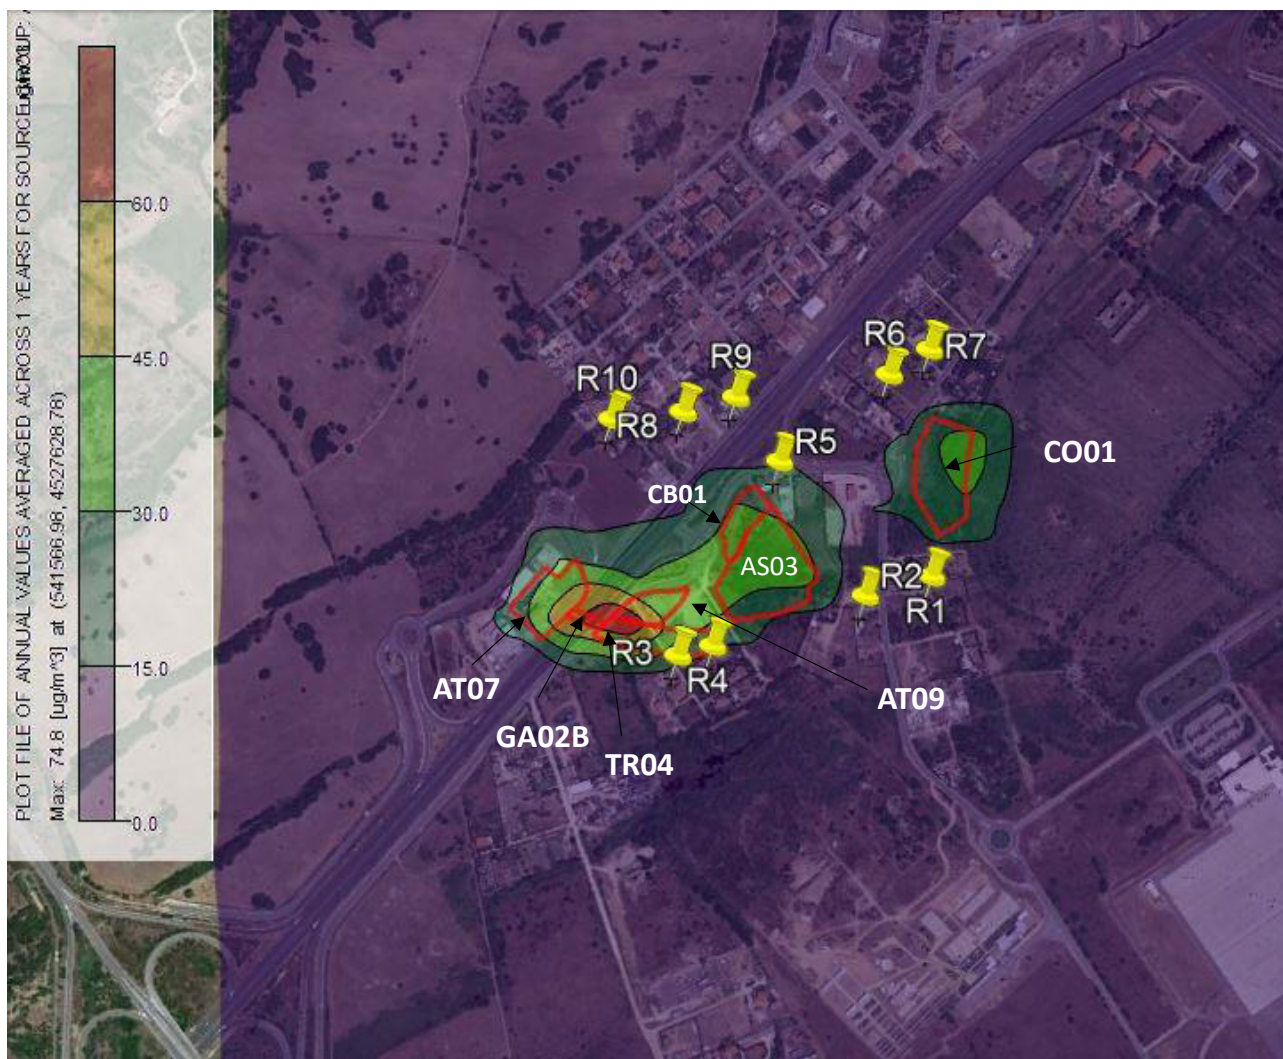 PLOT FILE OF ANNUAL VALUES AVERAGED ACROSS 1 YEARS FOR SOURCE GROUP:
Max: 74.8 [ug/m^3] at (541566.98, 4527628.78)
60.0
45.0
30.0
15.0
0.0
R6
R7
R9
R10
R8
R5
CO01
CB01
AS03
R2
R1
R3
R4
AT07
AT09
GA02B
TR04